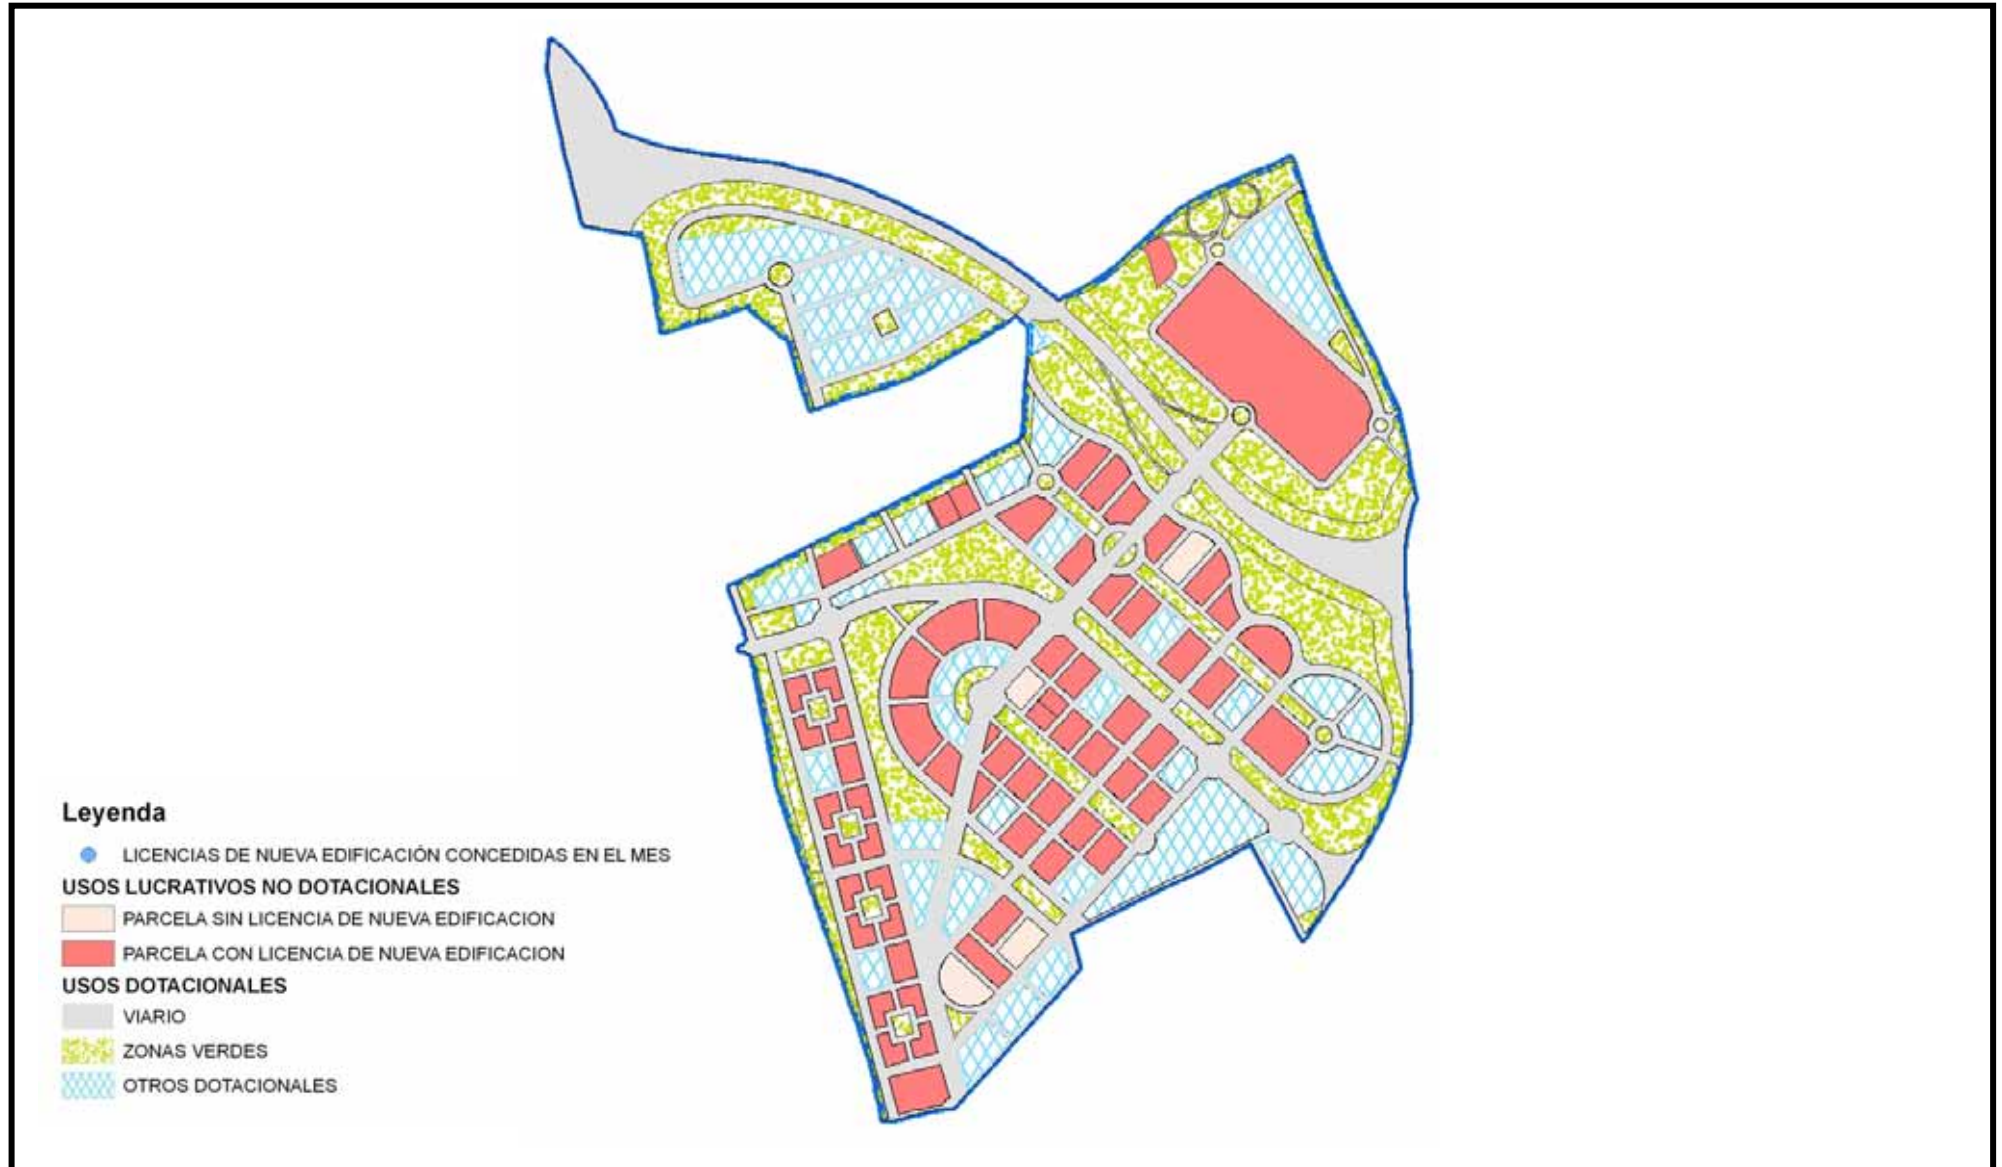 Leyenda
LICENCIAS DE NUEVA EDIFICACIÓN CONCEDIDAS EN EL MES
USOS LUCRATIVOS NO DOTACIONALES
PARCELA SIN LICENCIA DE NUEVA EDIFICACION
PARCELA CON LICENCIA DE NUEVA EDIFICACION
USOS DOTACIONALES
VIARIO
ZONAS VERDES
OTROS DOTACIONALES